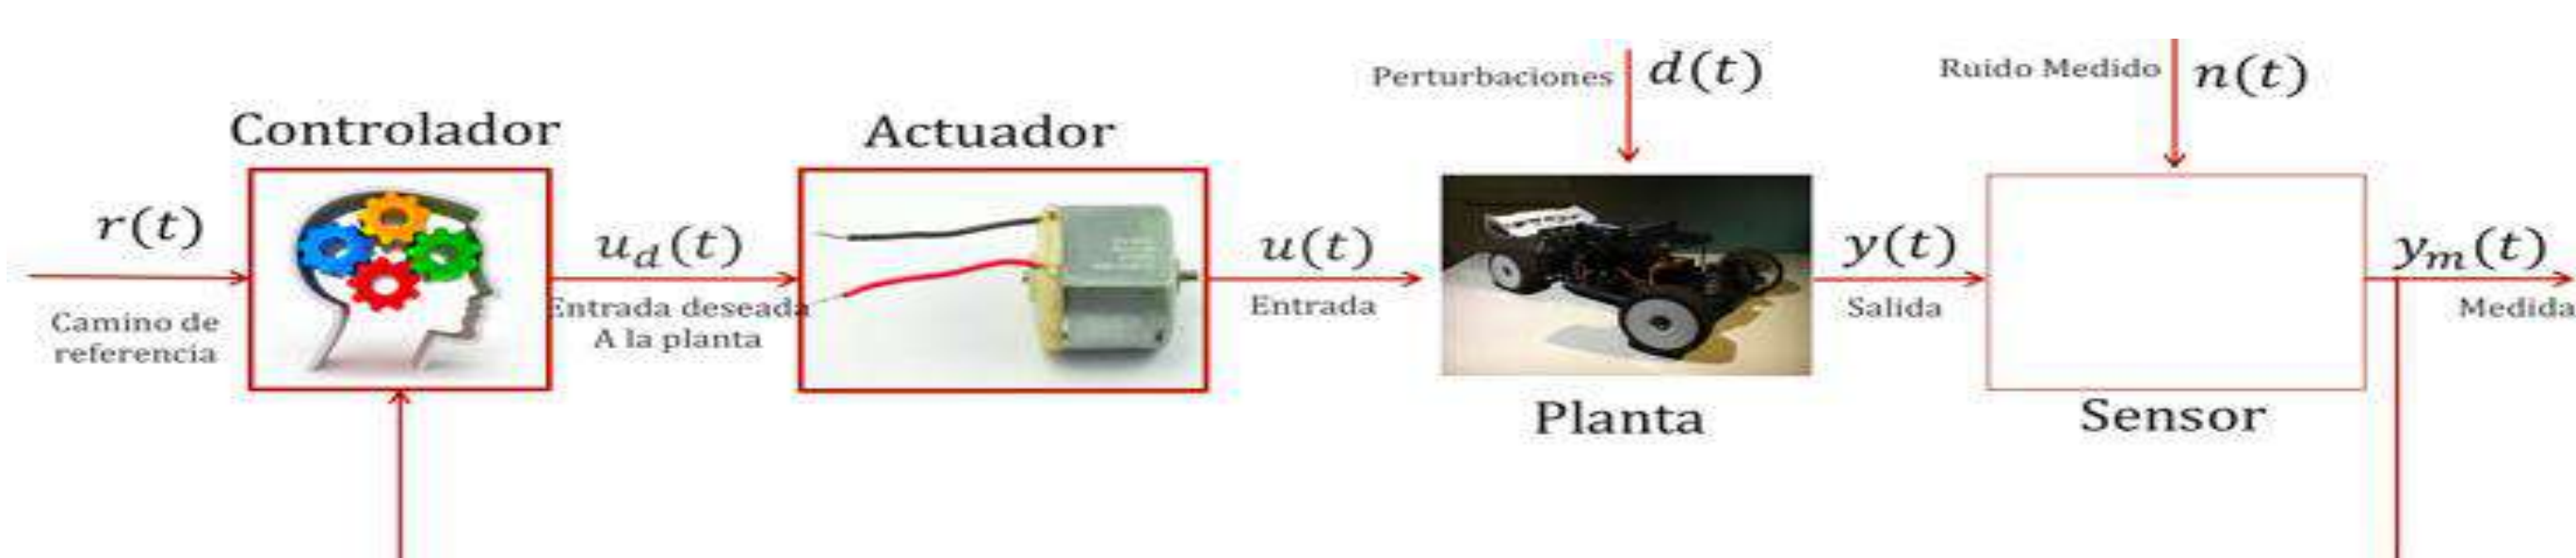 Perturbaciones
d(t)
Ruido Medido
n(t)
Controlador
Actuador
r(t)
u_d(t)
u(t)
y(t)
y_m(t)
Camino de
referencia
Entrada deseada
A la planta
Entrada
Salida
Medida
Planta
Sensor